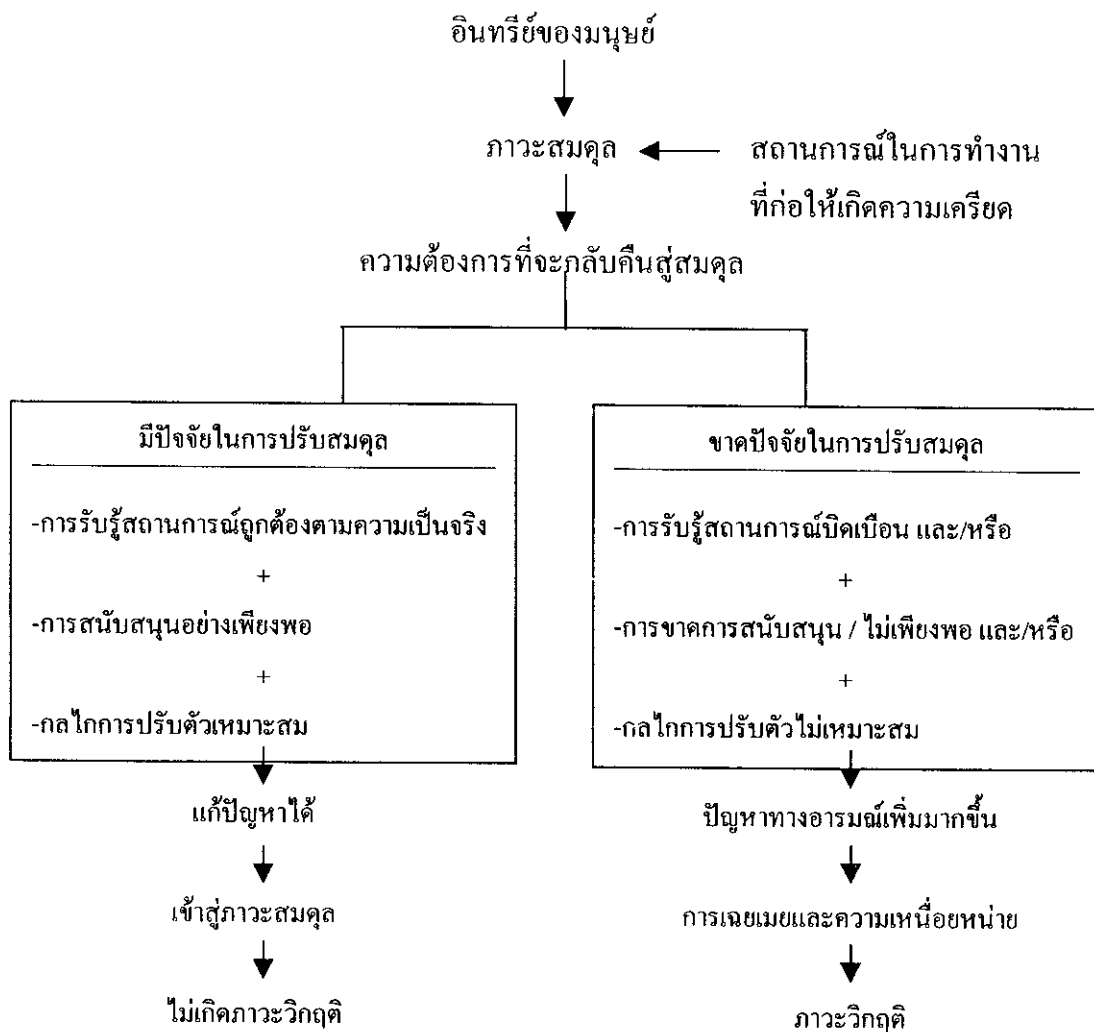 อินทรีย์ของมนุษย์
ภาวะสมดุล
สถานการณ์ในการทำงาน
ที่ก่อให้เกิดความเครียด
ความต้องการที่จะกลับคืนสู่สมดุล
มีปัจจัยในการปรับสมดุล
-การรับรู้สถานการณ์ถูกต้องตามความเป็นจริง
+
-การสนับสนุนอย่างเพียงพอ
+
-กลไกการปรับตัวเหมาะสม
แก้ปัญหาได้
เข้าสู่ภาวะสมดุล
ไม่เกิดภาวะวิกฤติ
ขาดปัจจัยในการปรับสมดุล
-การรับรู้สถานการณ์บิดเบือน และ/หรือ
+
-การขาดการสนับสนุน / ไม่เพียงพอ และ/หรือ
+
-กลไกการปรับตัวไม่เหมาะสม
ปัญหาทางอารมณ์เพิ่มมากขึ้น
การเฉยเมยและความเหนื่อยหน่าย
ภาวะวิกฤติ